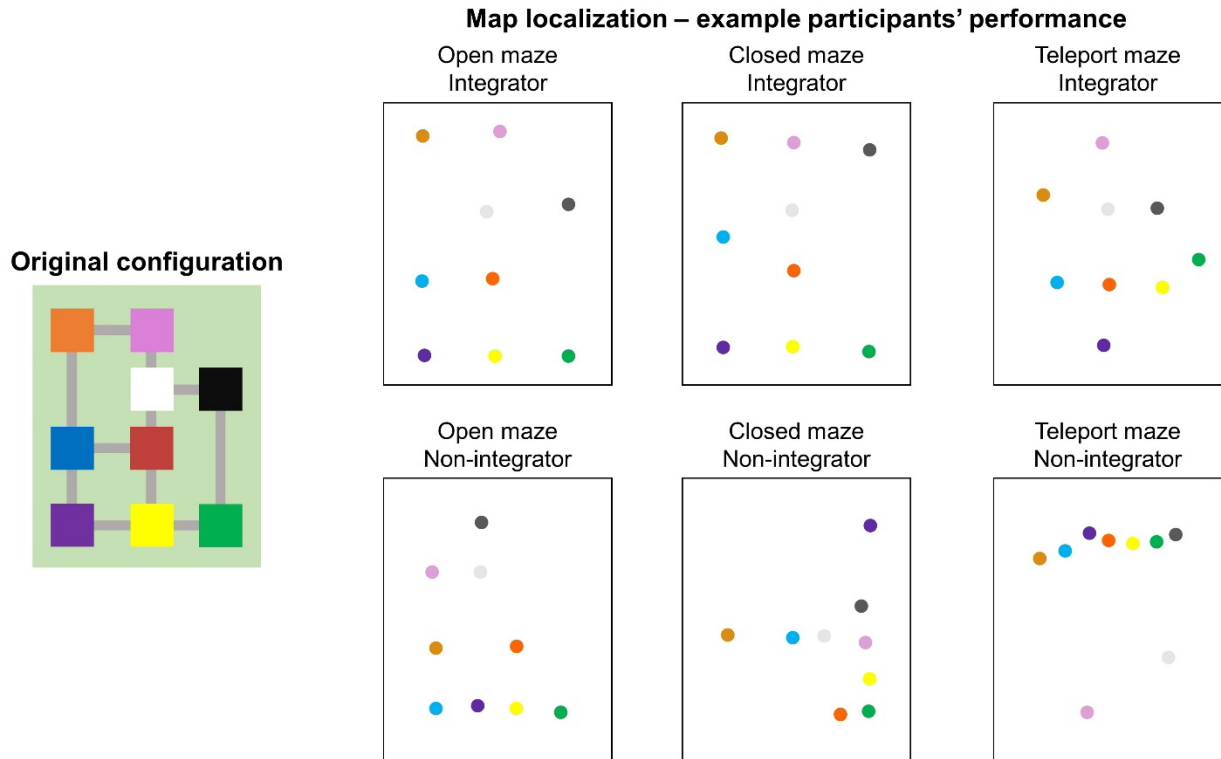 Map localization – example participants’ performance
Open maze
Integrator
Closed maze
Integrator
Teleport maze
Integrator
Original configuration
Open maze
Non-integrator
Closed maze
Non-integrator
Teleport maze
Non-integrator